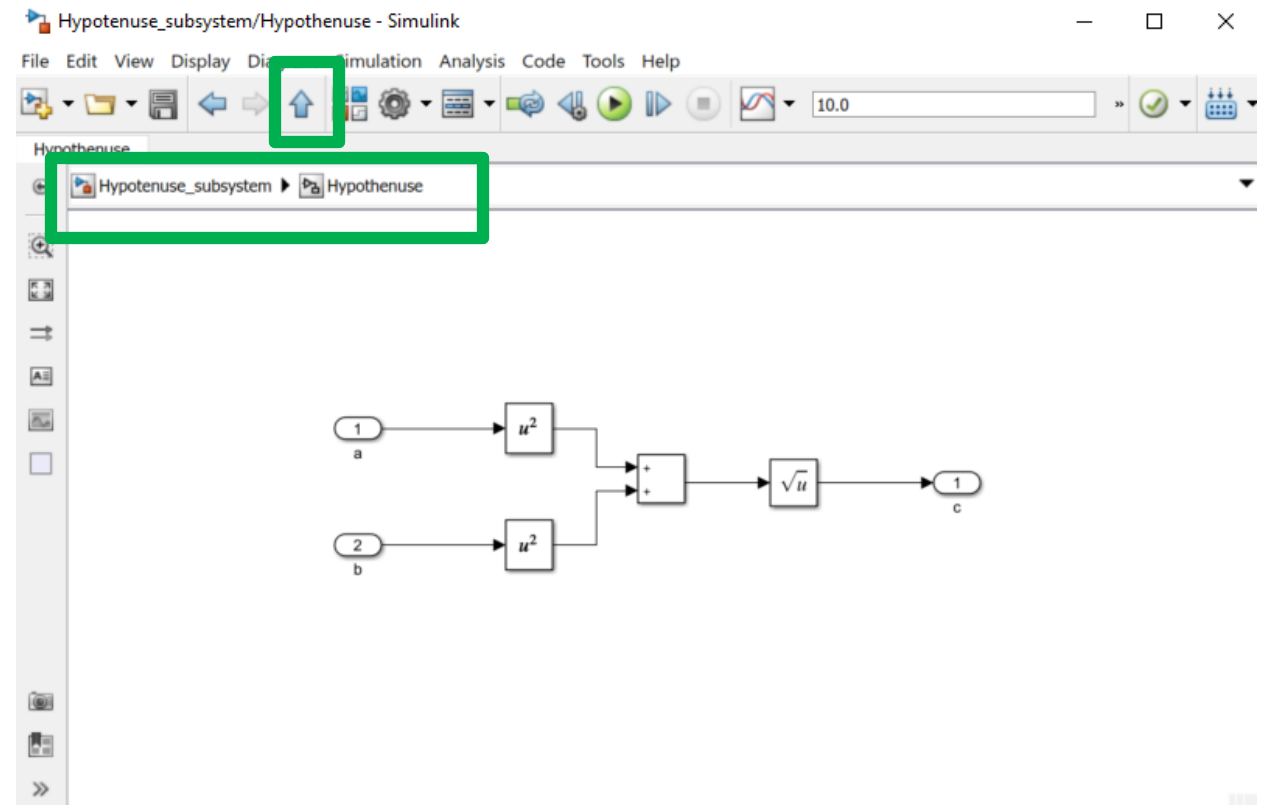 Hypotenuse_subsystem/Hypothenuse - Simulink
File Edit View Display Simulation Analysis Code Tools Help
10.0 »
Hypothenuse
Hypotenuse_subsystem Hypothenuse
A
1 u² a
+
+
√u 1 c
2 u² b